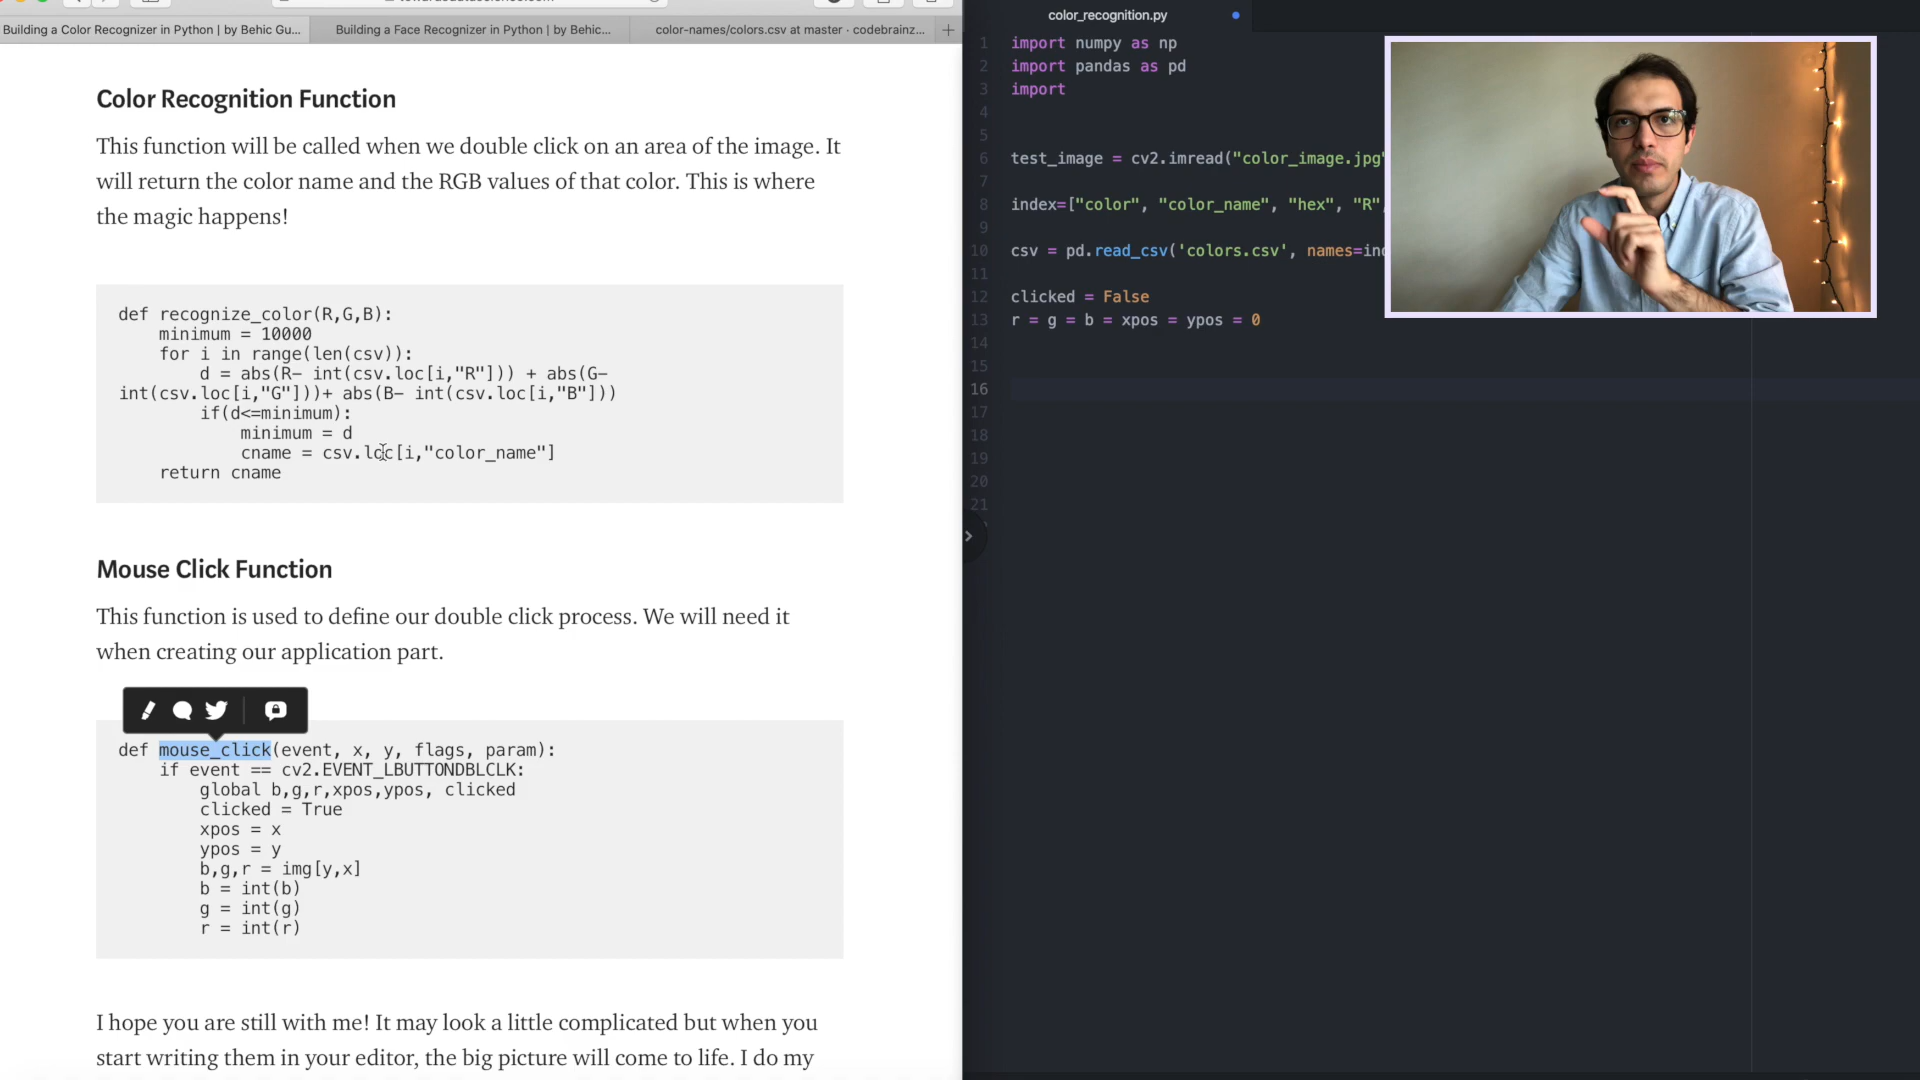 Building a Color Recognizer in Python | by Behic Gu...
Building a Face Recognizer in Python | by Behic...
color-names/colors.csv at master · codebrainz...
Color Recognition Function
This function will be called when we double click on an area of the image. It
will return the color name and the RGB values of that color. This is where
the magic happens!
def recognize_color(R,G,B):
    minimum = 10000
    for i in range(len(csv)):
        d = abs(R- int(csv.loc[i,"R"])) + abs(G-
int(csv.loc[i,"G"]))+ abs(B- int(csv.loc[i,"B"]))
        if(d<=minimum):
            minimum = d
            cname = csv.loc[i,"color_name"]
    return cname
Mouse Click Function
This function is used to define our double click process. We will need it
when creating our application part.
def mouse_click(event, x, y, flags, param):
    if event == cv2.EVENT_LBUTTONDBLCLK:
        global b,g,r,xpos,ypos, clicked
        clicked = True
        xpos = x
        ypos = y
        b,g,r = img[y,x]
        b = int(b)
        g = int(g)
        r = int(r)
I hope you are still with me! It may look a little complicated but when you
start writing them in your editor, the big picture will come to life. I do my
color_recognition.py
1 import numpy as np
2 import pandas as pd
3 import
4
5
6 test_image = cv2.imread("color_image.jpg"
7
8 index=["color", "color_name", "hex", "R",
9
10 csv = pd.read_csv('colors.csv', names=ind
11
12 clicked = False
13 r = g = b = xpos = ypos = 0
14
15
16
17
18
19
20
21